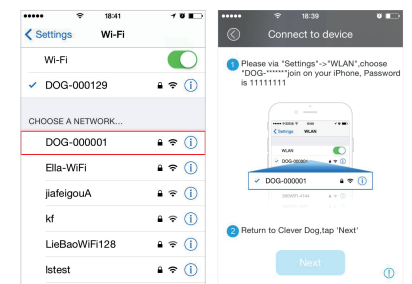 18:41
Settings
Wi-Fi
Wi-Fi
DOG-000129
CHOOSE A NETWORK...
DOG-000001
Ella-WiFi
jiafeigouA
kf
LieBaoWiFi128
lstest
18:39
Connect to device
1 Please via "Settings"->"WLAN",choose
"DOG-******"join on your iPhone, Password
is 11111111
Settings WLAN
WLAN
DOG-000001
DOG-000001
2 Return to Clever Dog,tap 'Next'
Next